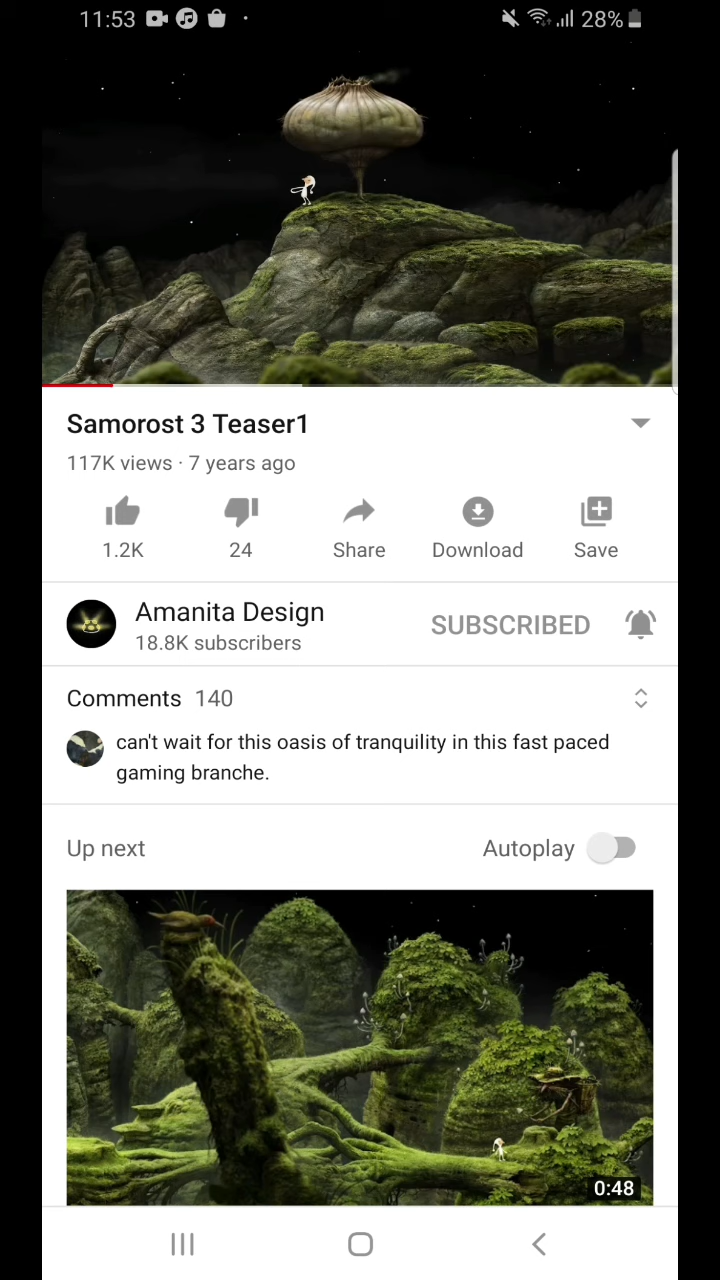 11:53
28%
Samorost 3 Teaser1
117K views · 7 years ago
1.2K
24
Share
Download
Save
Amanita Design
18.8K subscribers
SUBSCRIBED
Comments 140
can't wait for this oasis of tranquility in this fast paced
gaming branche.
Up next
Autoplay
0:48